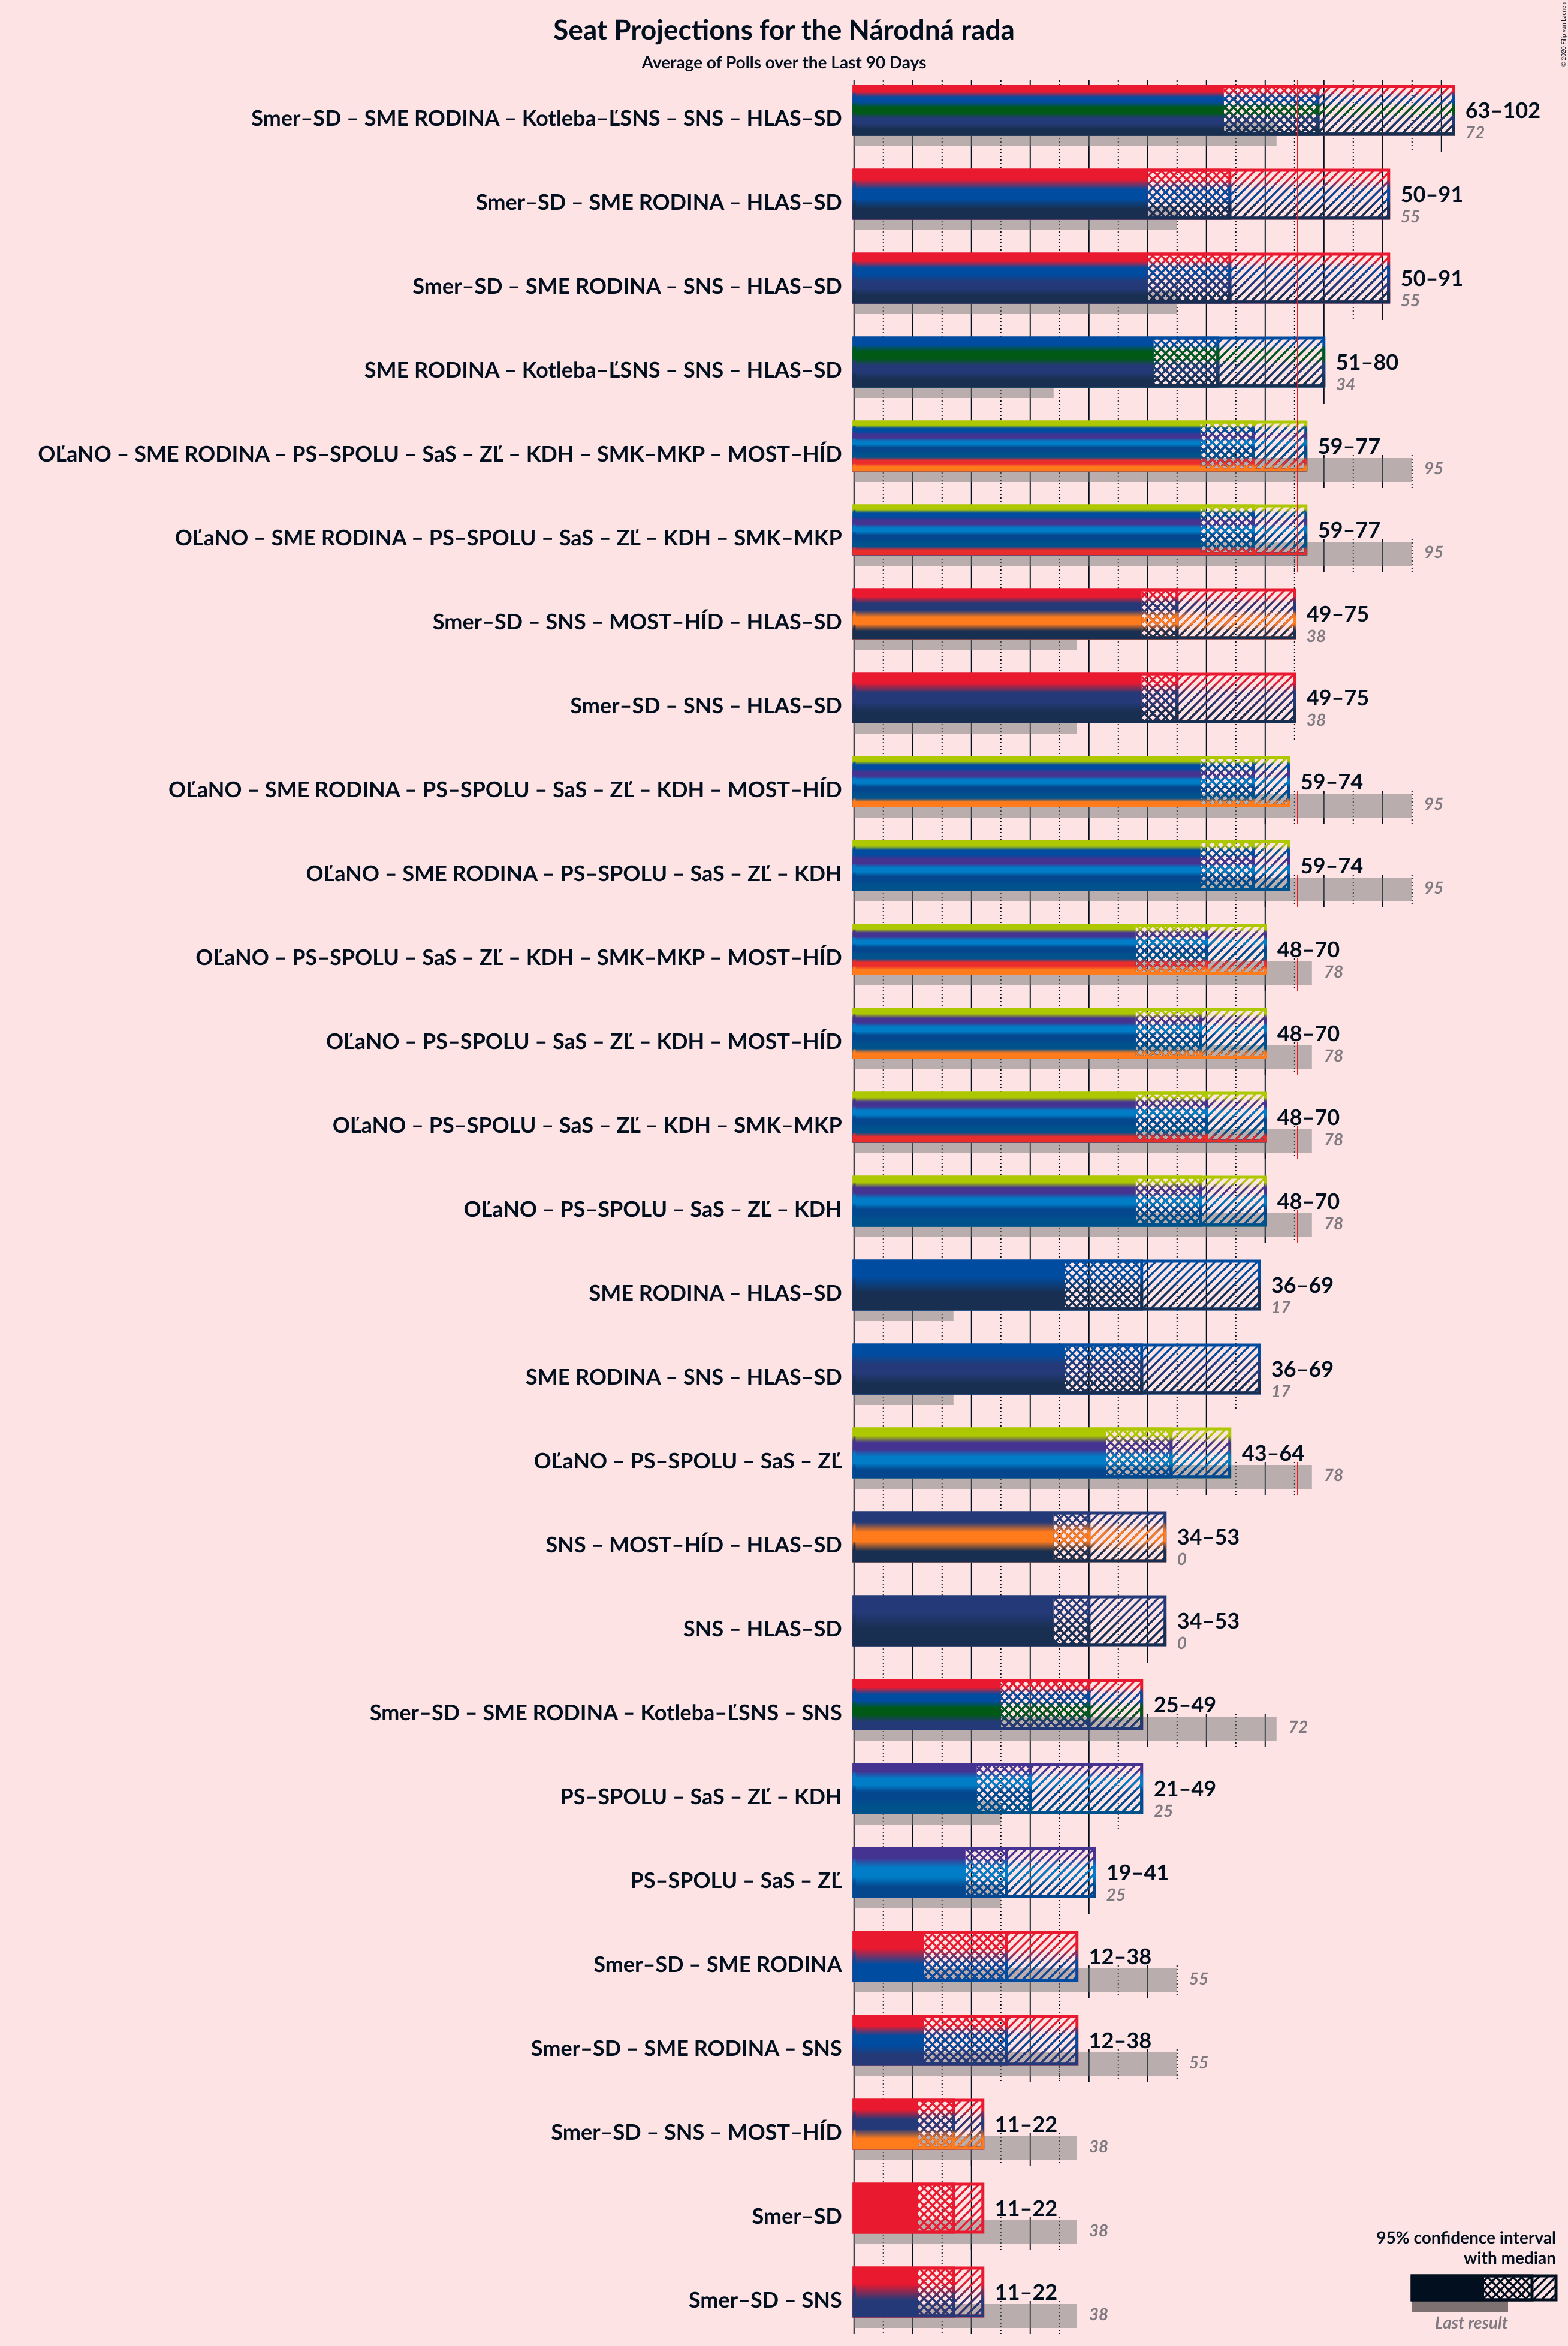 Seat Projections for the Národná rada
Average of Polls over the Last 90 Days
© 2020 Filip van Laenen
Smer–SD – SME RODINA – Kotleba–ĽSNS – SNS – HLAS–SD
63–102
72
Smer–SD – SME RODINA – HLAS–SD
50–91
55
Smer–SD – SME RODINA – SNS – HLAS–SD
50–91
55
SME RODINA – Kotleba–ĽSNS – SNS – HLAS–SD
51–80
34
OĽaNO – SME RODINA – PS–SPOLU – SaS – ZĽ – KDH – SMK–MKP – MOST–HÍD
59–77
95
OĽaNO – SME RODINA – PS–SPOLU – SaS – ZĽ – KDH – SMK–MKP
59–77
95
Smer–SD – SNS – MOST–HÍD – HLAS–SD
49–75
38
Smer–SD – SNS – HLAS–SD
49–75
38
OĽaNO – SME RODINA – PS–SPOLU – SaS – ZĽ – KDH – MOST–HÍD
59–74
95
OĽaNO – SME RODINA – PS–SPOLU – SaS – ZĽ – KDH
59–74
95
OĽaNO – PS–SPOLU – SaS – ZĽ – KDH – SMK–MKP – MOST–HÍD
48–70
78
OĽaNO – PS–SPOLU – SaS – ZĽ – KDH – MOST–HÍD
48–70
78
OĽaNO – PS–SPOLU – SaS – ZĽ – KDH – SMK–MKP
48–70
78
OĽaNO – PS–SPOLU – SaS – ZĽ – KDH
48–70
78
SME RODINA – HLAS–SD
36–69
17
SME RODINA – SNS – HLAS–SD
36–69
17
OĽaNO – PS–SPOLU – SaS – ZĽ
43–64
78
SNS – MOST–HÍD – HLAS–SD
34–53
0
SNS – HLAS–SD
34–53
0
Smer–SD – SME RODINA – Kotleba–ĽSNS – SNS
25–49
72
PS–SPOLU – SaS – ZĽ – KDH
21–49
25
PS–SPOLU – SaS – ZĽ
19–41
25
Smer–SD – SME RODINA
12–38
55
Smer–SD – SME RODINA – SNS
12–38
55
Smer–SD – SNS – MOST–HÍD
11–22
38
Smer–SD
11–22
38
Smer–SD – SNS
11–22
38
95% confidence interval
with median
Last result